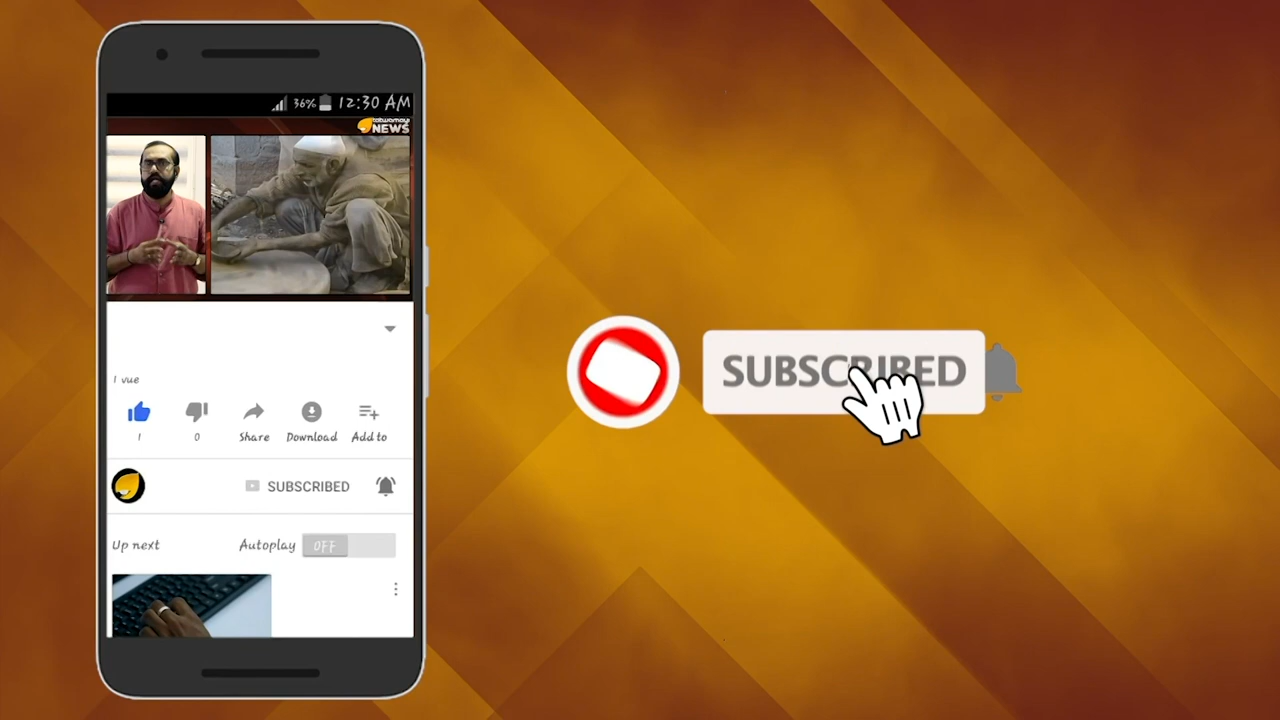 36% 12:30 AM
tatwamayi
NEWS
1 vue
1 0 Share Download Add to
SUBSCRIBED
Up next Autoplay OFF
SUBSCRIBED